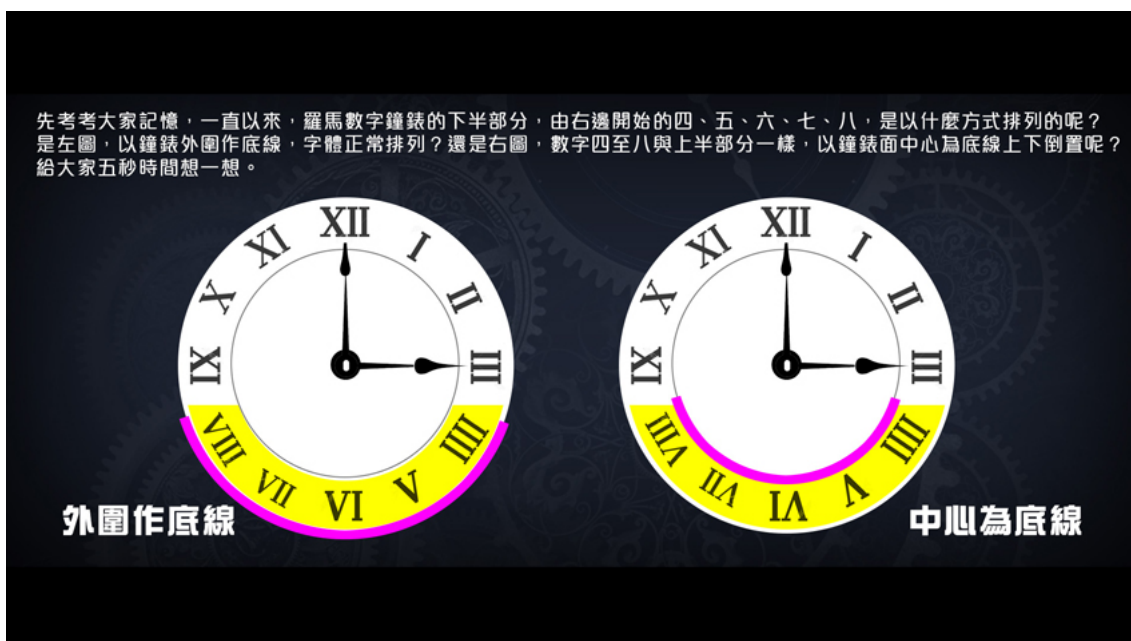 先考考大家記憶，一直以來，羅馬數字鐘錶的下半部分，由右邊開始的四、五、六、七、八，是以什麼方式排列的呢？
是左圖，以鐘錶外圍作底線，字體正常排列？還是右圖，數字四至八與上半部分一樣，以鐘錶面中心為底線上下倒置呢？
給大家五秒時間想一想。
XII
I
II
III
IIII
V
VI
VII
VIII
IX
X
XI
外圍作底線
XII
I
II
III
IIII
V
VI
VII
VIII
IX
X
XI
中心為底線